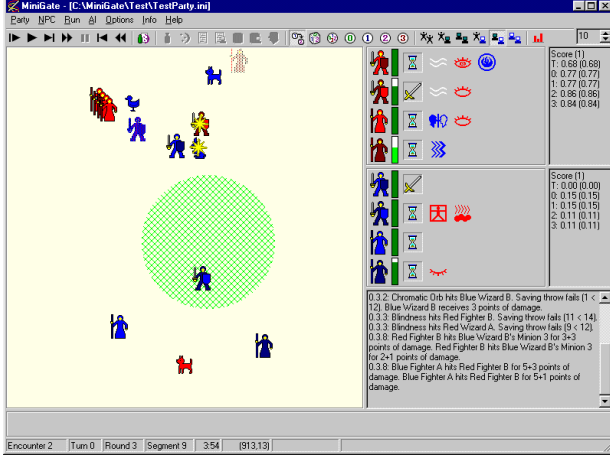 MiniGate - [C:\MiniGate\Test\TestParty.ini]
Party NPC Run AI Options Info Help
0 1 2 3 10
Score (1)
T: 0.68 (0.68)
0: 0.77 (0.77)
1: 0.77 (0.77)
2: 0.86 (0.86)
3: 0.84 (0.84)
Score (1)
T: 0.00 (0.00)
0: 0.15 (0.15)
1: 0.15 (0.15)
2: 0.11 (0.11)
3: 0.11 (0.11)
0.3.2: Chromatic Orb hits Blue Wizard B. Saving throw fails (1 <
12). Blue Wizard B receives 3 points of damage.
0.3.3: Blindness hits Red Fighter B. Saving throw fails (11 < 14).
0.3.3: Blindness hits Red Wizard A. Saving throw fails (9 < 12).
0.3.8: Red Fighter B hits Blue Wizard B's Minion 3 for 3+3
points of damage. Red Fighter B hits Blue Wizard B's Minion 3
for 2+1 points of damage.
0.3.8: Blue Fighter A hits Red Fighter B for 5+3 points of
damage. Blue Fighter A hits Red Fighter B for 5+1 points of
damage.
Encounter 2 Turn 0 Round 3 Segment 9 3:54 (913,13)